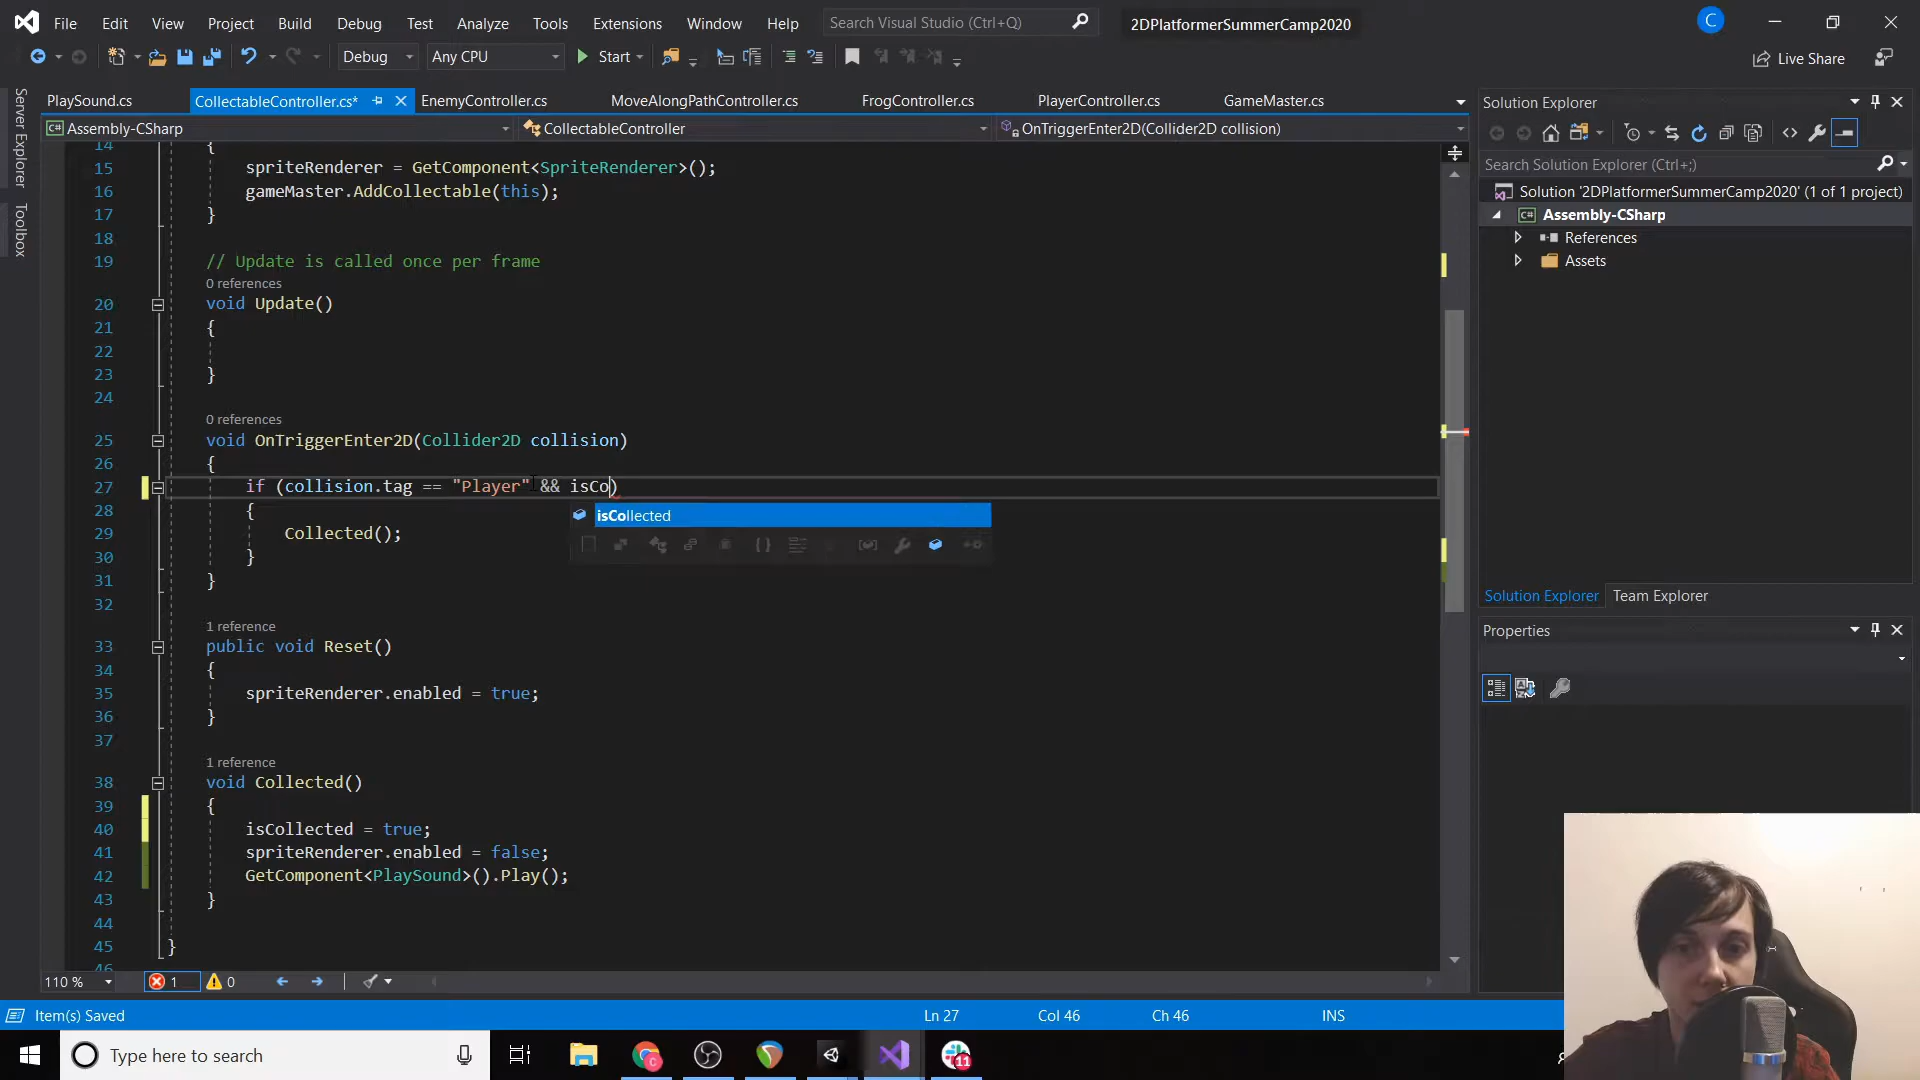 File Edit View Project Build Debug Test Analyze Tools Extensions Window Help Search Visual Studio (Ctrl+Q) 2DPlatformerSummerCamp2020 C
Debug Any CPU Start Live Share
Server Explorer
Toolbox
PlaySound.cs CollectableController.cs* EnemyController.cs MoveAlongPathController.cs FrogController.cs PlayerController.cs GameMaster.cs
Assembly-CSharp CollectableController OnTriggerEnter2D(Collider2D collision)
14 {
15 spriteRenderer = GetComponent<SpriteRenderer>();
16 gameMaster.AddCollectable(this);
17 }
18
19 // Update is called once per frame
0 references
20 void Update()
21 {
22
23 }
24
0 references
25 void OnTriggerEnter2D(Collider2D collision)
26 {
27 if (collision.tag == "Player" && isCo)
isCollected
28 {
29 Collected();
30 }
31 }
32
1 reference
33 public void Reset()
34 {
35 spriteRenderer.enabled = true;
36 }
37
1 reference
38 void Collected()
39 {
40 isCollected = true;
41 spriteRenderer.enabled = false;
42 GetComponent<PlaySound>().Play();
43 }
44
45 }
46
110 % 1 0
Item(s) Saved Ln 27 Col 46 Ch 46 INS
Solution Explorer
Search Solution Explorer (Ctrl+;)
Solution '2DPlatformerSummerCamp2020' (1 of 1 project)
Assembly-CSharp
References
Assets
Solution Explorer Team Explorer
Properties
Type here to search
11